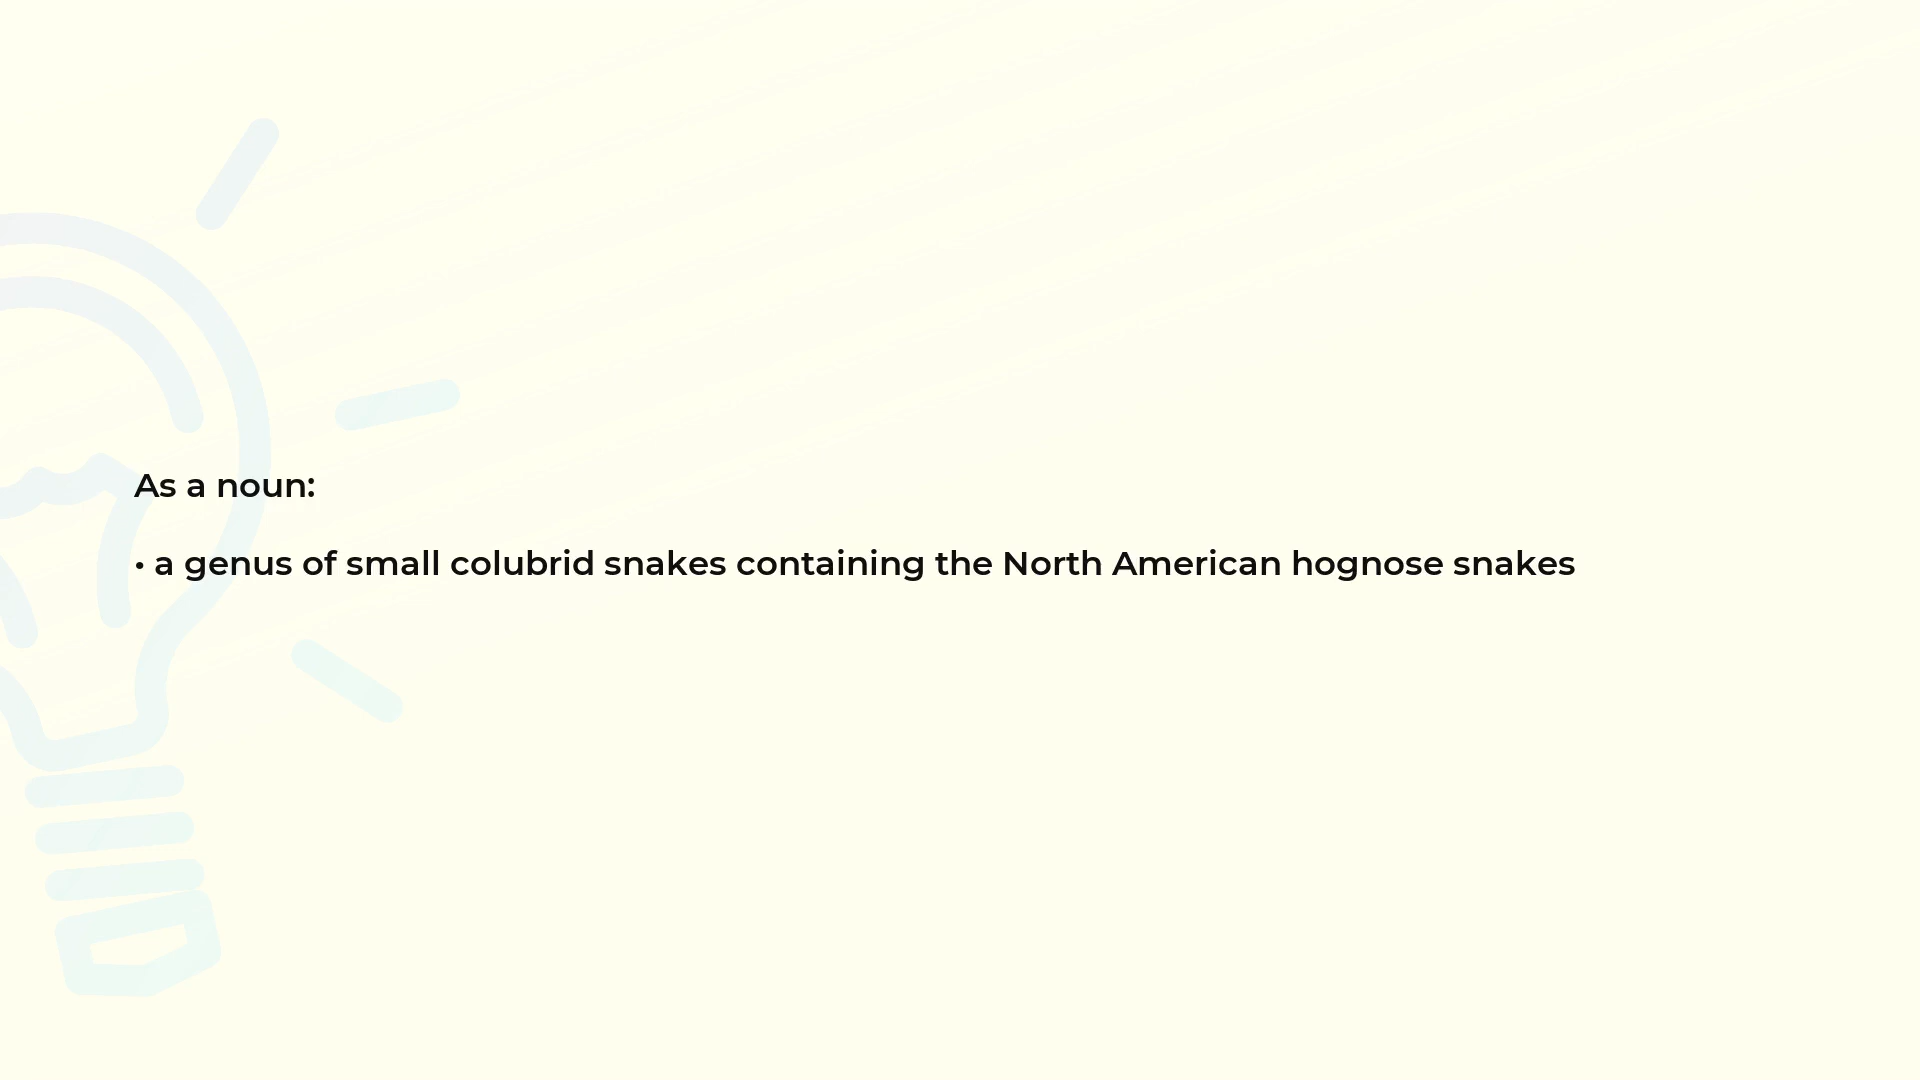 As a noun:
• a genus of small colubrid snakes containing the North American hognose snakes